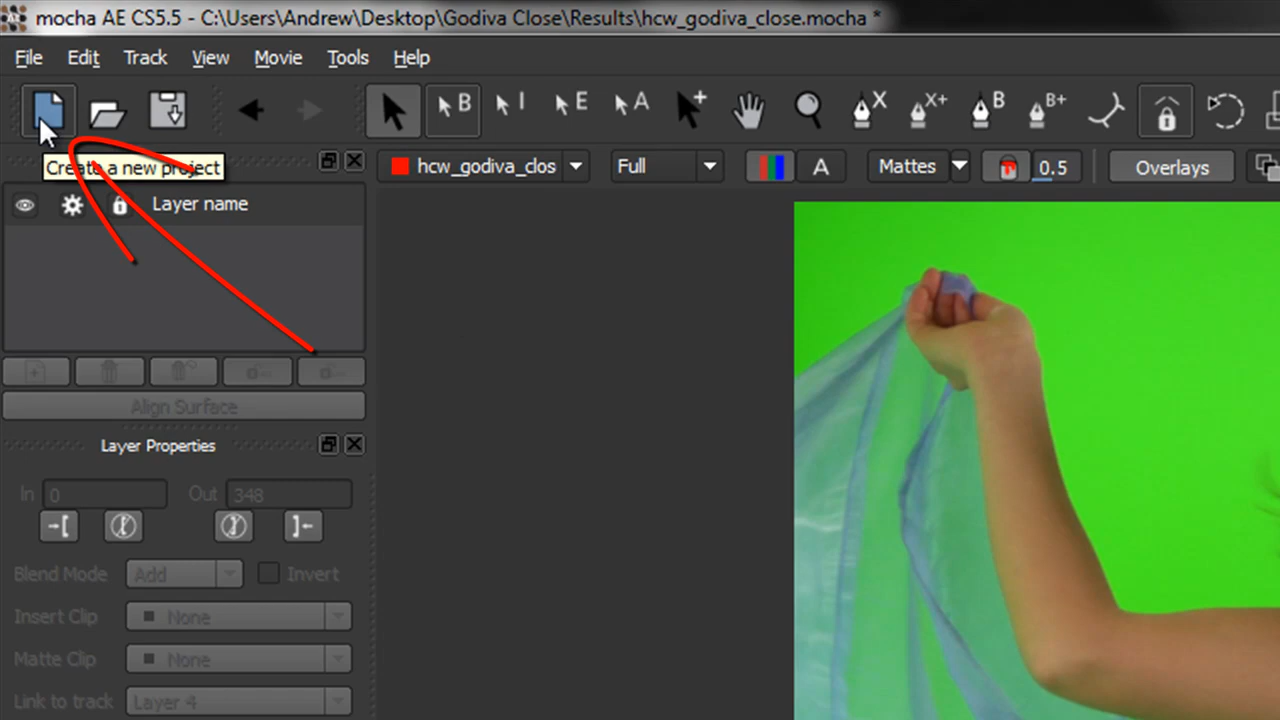 mocha AE CS5.5 - C:\Users\Andrew\Desktop\Godiva Close\Results\hcw_godiva_close.mocha *
File Edit Track View Movie Tools Help
B I E A X X+ B B+
Create a new project
hcw_godiva_clos Full A Mattes 0.5 Overlays
Layer name
Align Surface
Layer Properties
In 0 Out 348
Blend Mode Add Invert
Insert Clip None
Matte Clip None
Link to track Layer 4